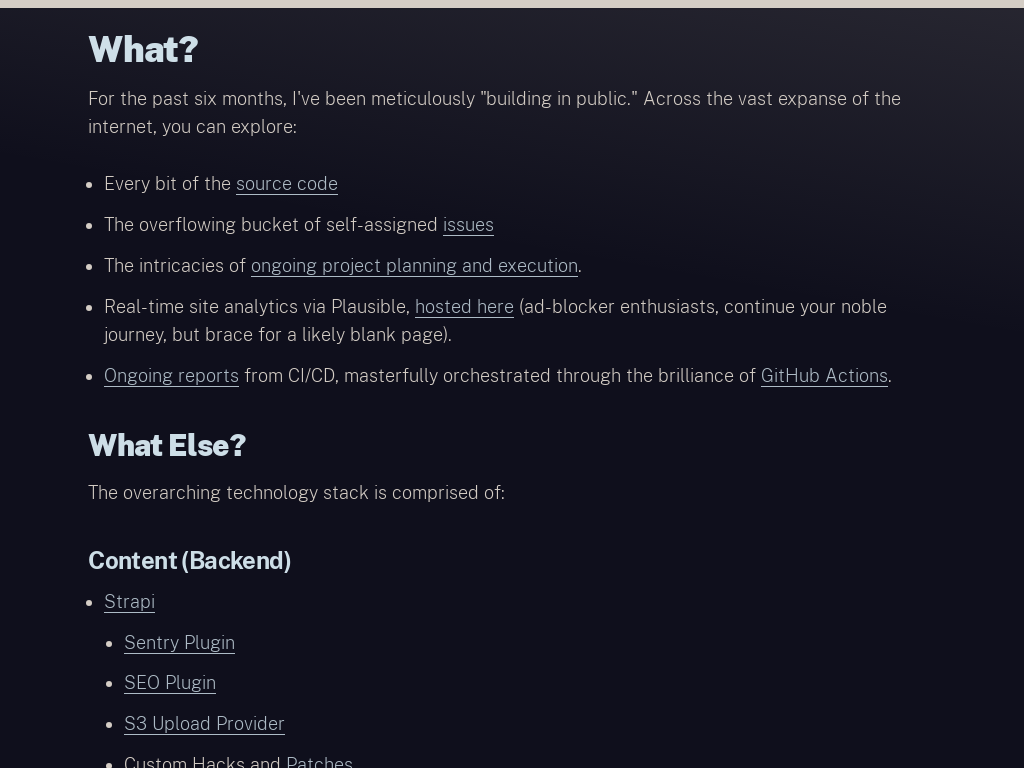 What?
For the past six months, I've been meticulously "building in public." Across the vast expanse of the
internet, you can explore:
Every bit of the source code
The overflowing bucket of self-assigned issues
The intricacies of ongoing project planning and execution.
Real-time site analytics via Plausible, hosted here (ad-blocker enthusiasts, continue your noble
journey, but brace for a likely blank page).
Ongoing reports from CI/CD, masterfully orchestrated through the brilliance of GitHub Actions.
What Else?
The overarching technology stack is comprised of:
Content (Backend)
Strapi
Sentry Plugin
SEO Plugin
S3 Upload Provider
Custom Hacks and Patches